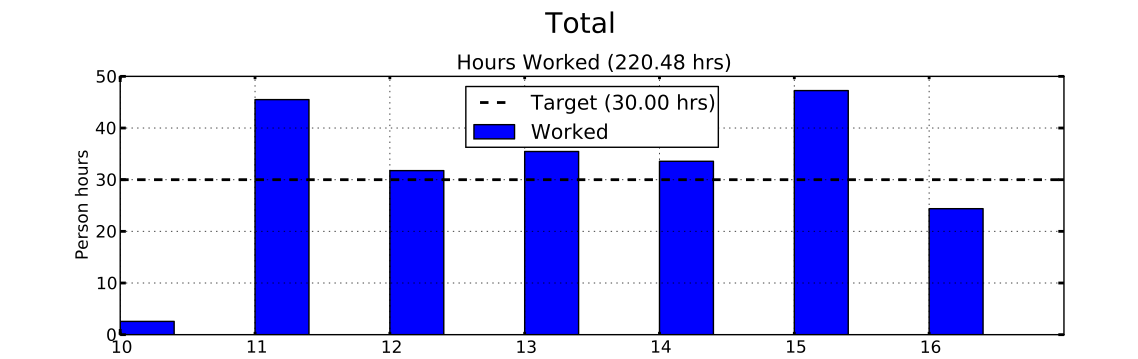 Total
Hours Worked (220.48 hrs)
Target (30.00 hrs)
Worked
Person hours
50
40
30
20
10
0
10 11 12 13 14 15 16